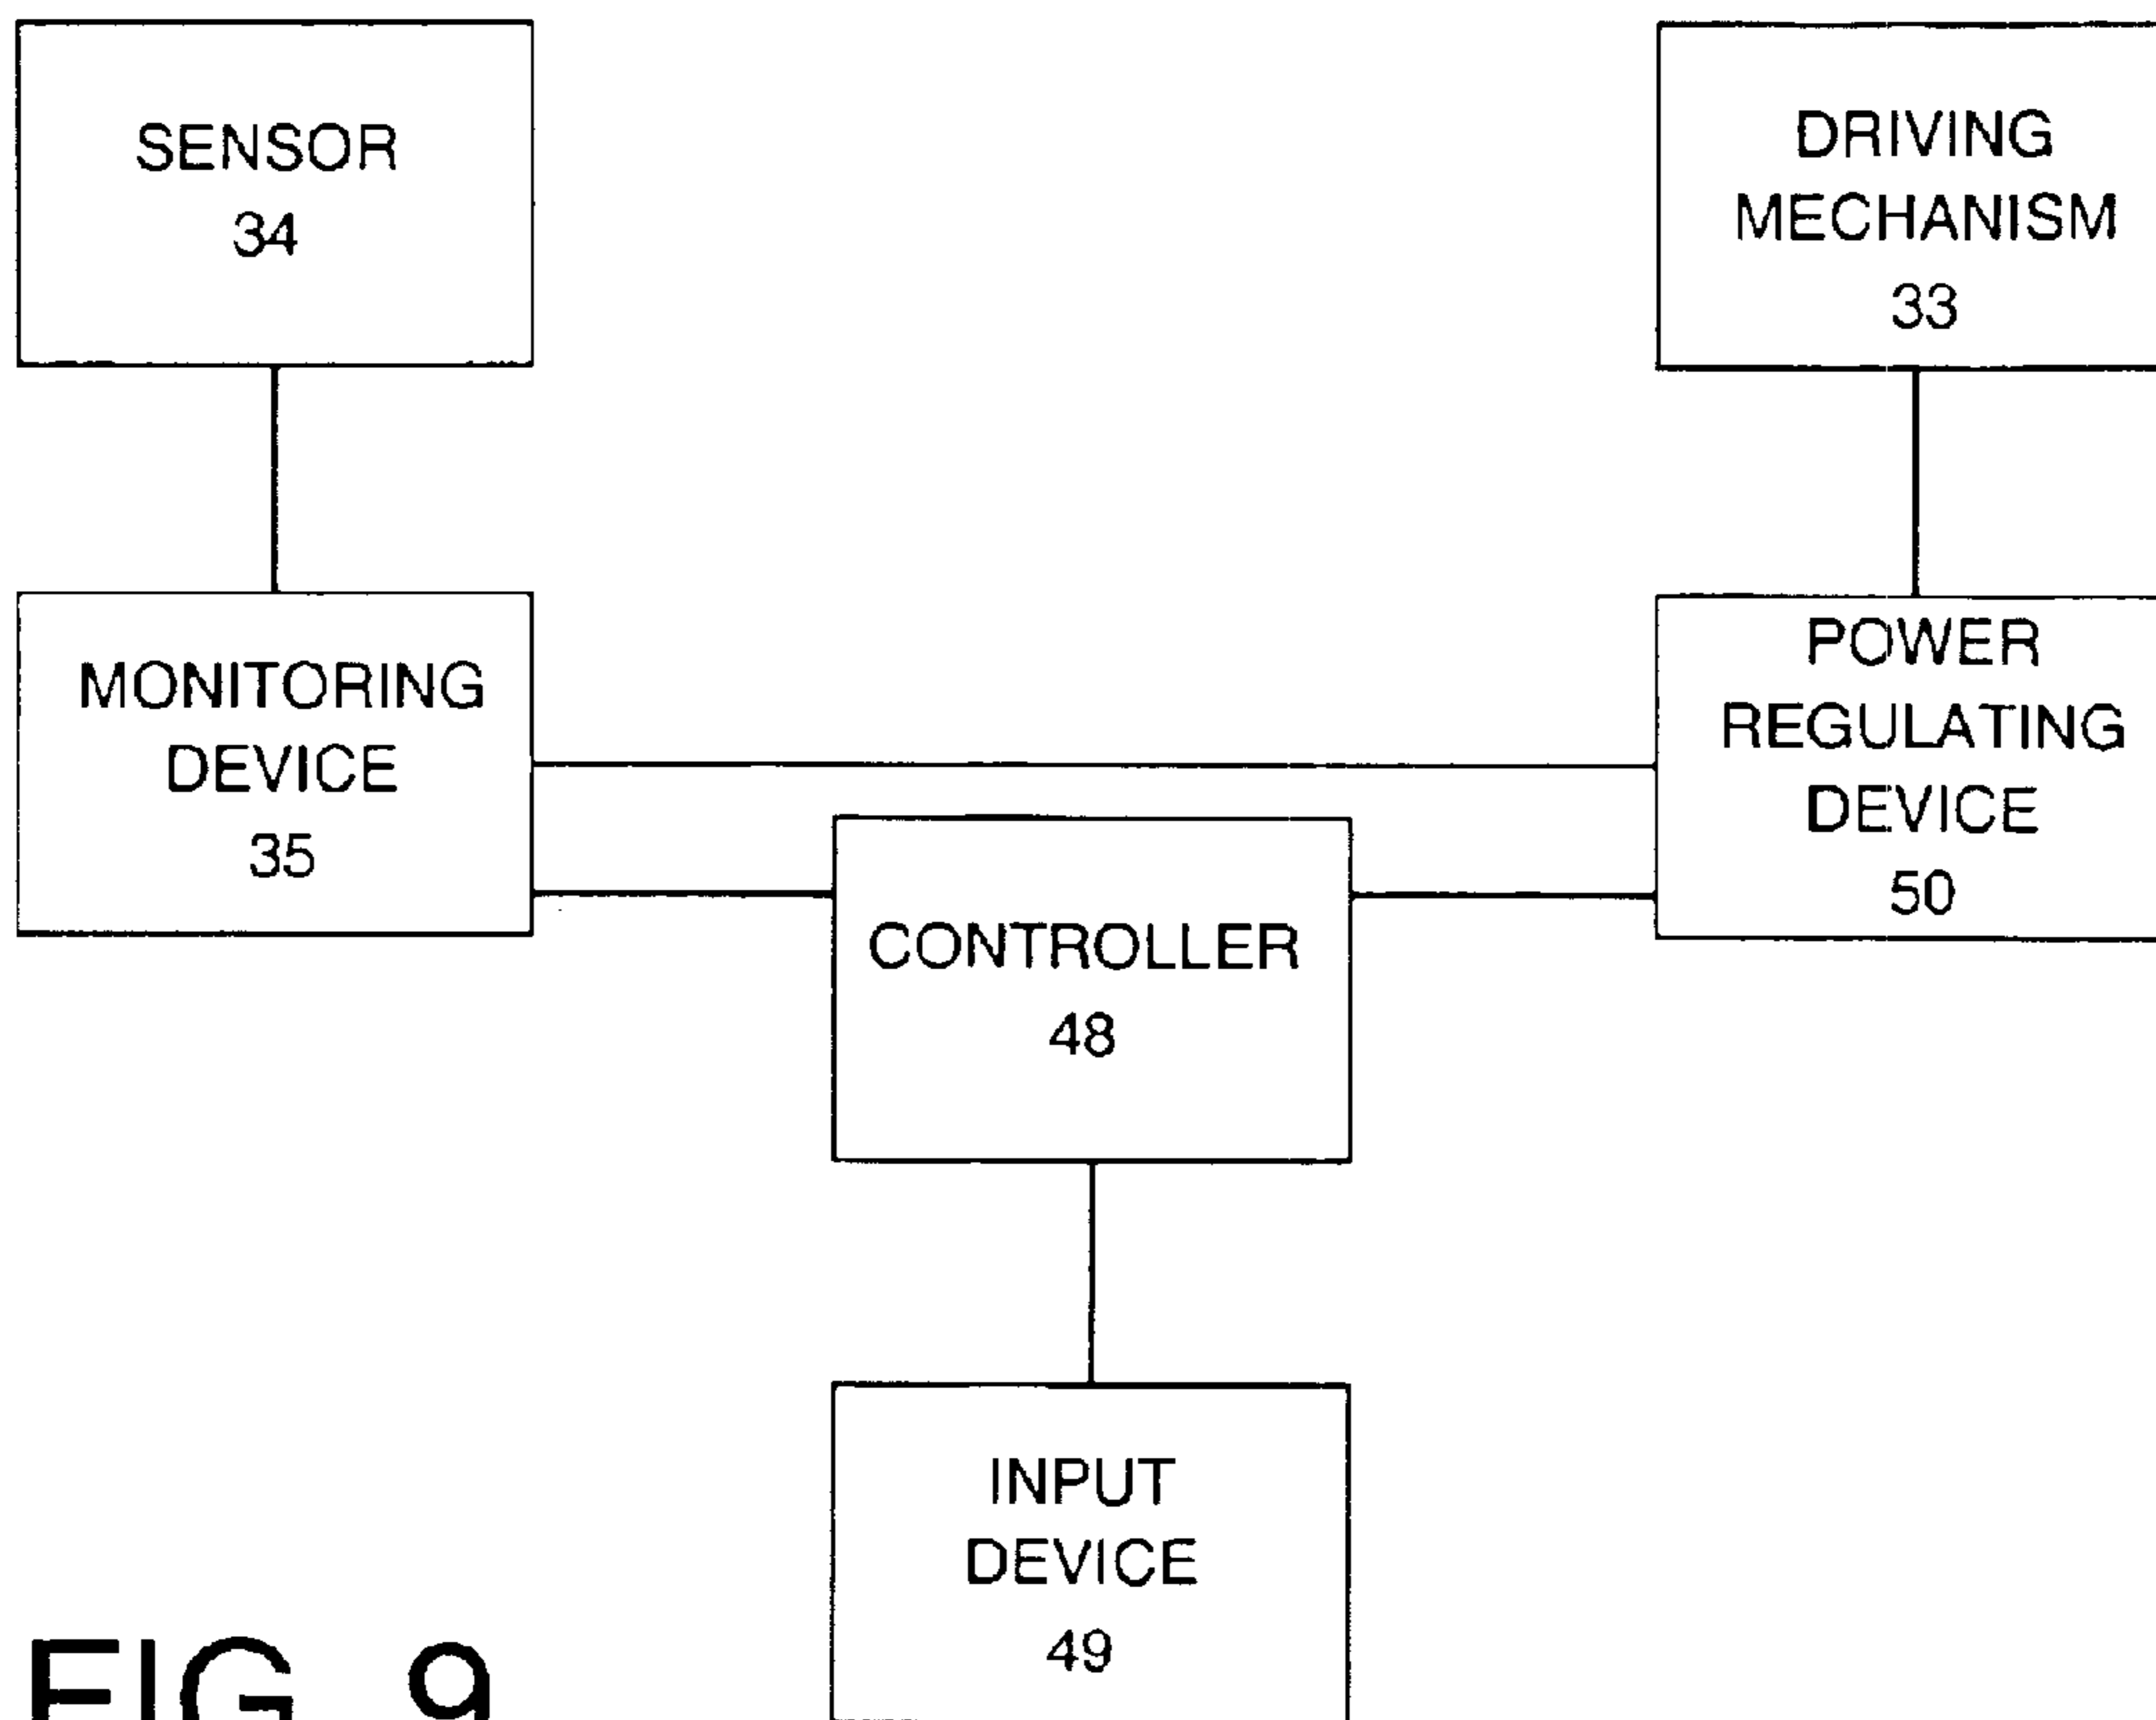 SENSOR
34
DRIVING
MECHANISM
33
MONITORING
DEVICE
35
POWER
REGULATING
DEVICE
50
CONTROLLER
48
INPUT
DEVICE
49
FIG 9